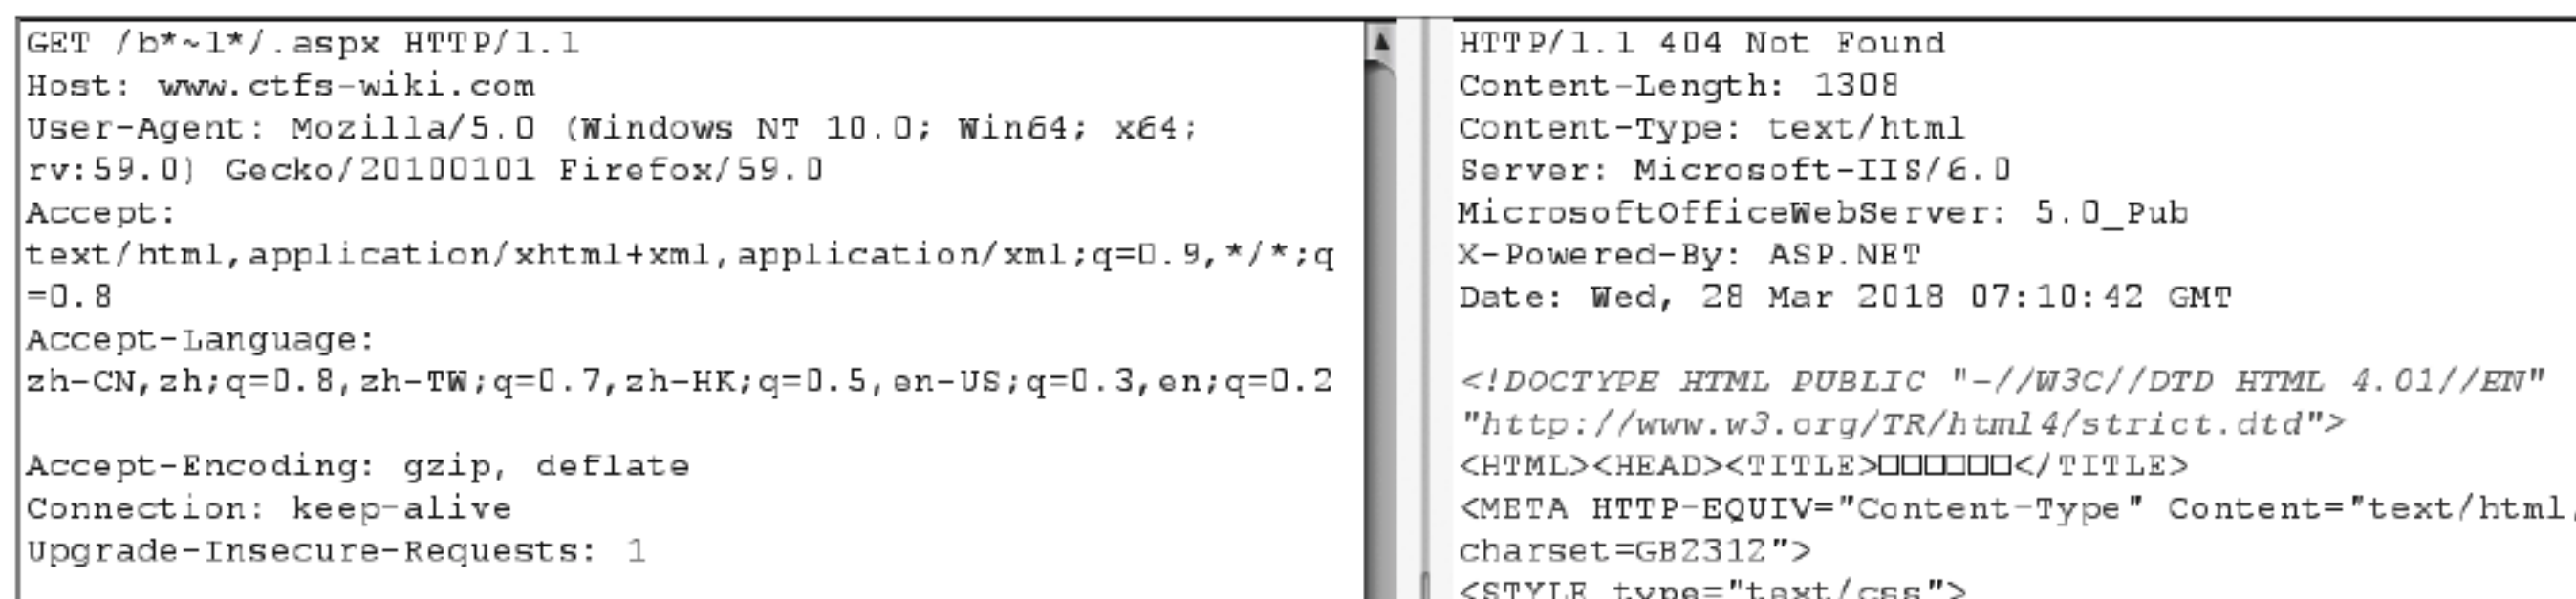 GET /b*~1*/.aspx HTTP/1.1
Host: www.ctfs-wiki.com
User-Agent: Mozilla/5.0 (Windows NT 10.0; Win64; x64;
rv:59.0) Gecko/20100101 Firefox/59.0
Accept:
text/html,application/xhtml+xml,application/xml;q=0.9,*/*;q
=0.8
Accept-Language:
zh-CN,zh;q=0.8,zh-TW;q=0.7,zh-HK;q=0.5,en-US;q=0.3,en;q=0.2
Accept-Encoding: gzip, deflate
Connection: keep-alive
Upgrade-Insecure-Requests: 1
HTTP/1.1 404 Not Found
Content-Length: 1308
Content-Type: text/html
Server: Microsoft-IIS/6.0
MicrosoftOfficeWebServer: 5.0_Pub
X-Powered-By: ASP.NET
Date: Wed, 28 Mar 2018 07:10:42 GMT
<!DOCTYPE HTML PUBLIC "-//W3C//DTD HTML 4.01//EN"
"http://www.w3.org/TR/html4/strict.dtd">
<HTML><HEAD><TITLE>□□□□□□</TITLE>
<META HTTP-EQUIV="Content-Type" Content="text/html
charset=GB2312">
<STYLE type="text/css">